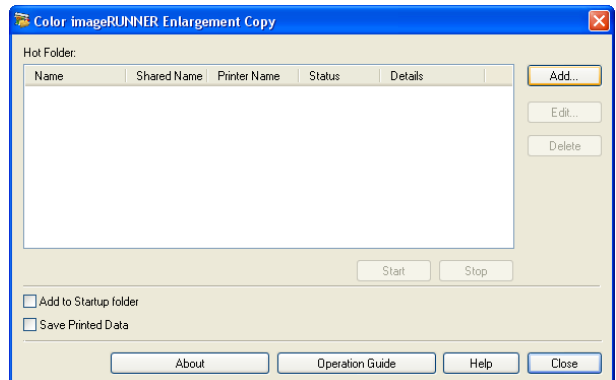 Color imageRUNNER Enlargement Copy
Hot Folder:
Name Shared Name Printer Name Status Details
Add...
Edit...
Delete
Start Stop
Add to Startup folder
Save Printed Data
About Operation Guide Help Close